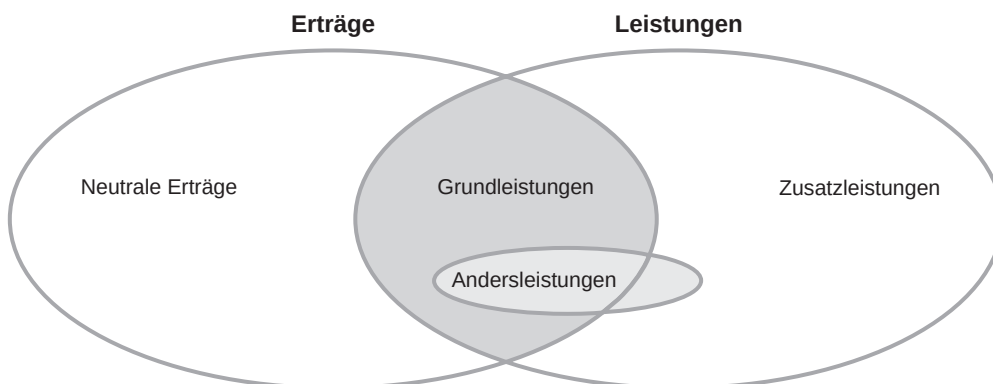 Erträge
Leistungen
Neutrale Erträge
Grundleistungen
Zusatzleistungen
Andersleistungen